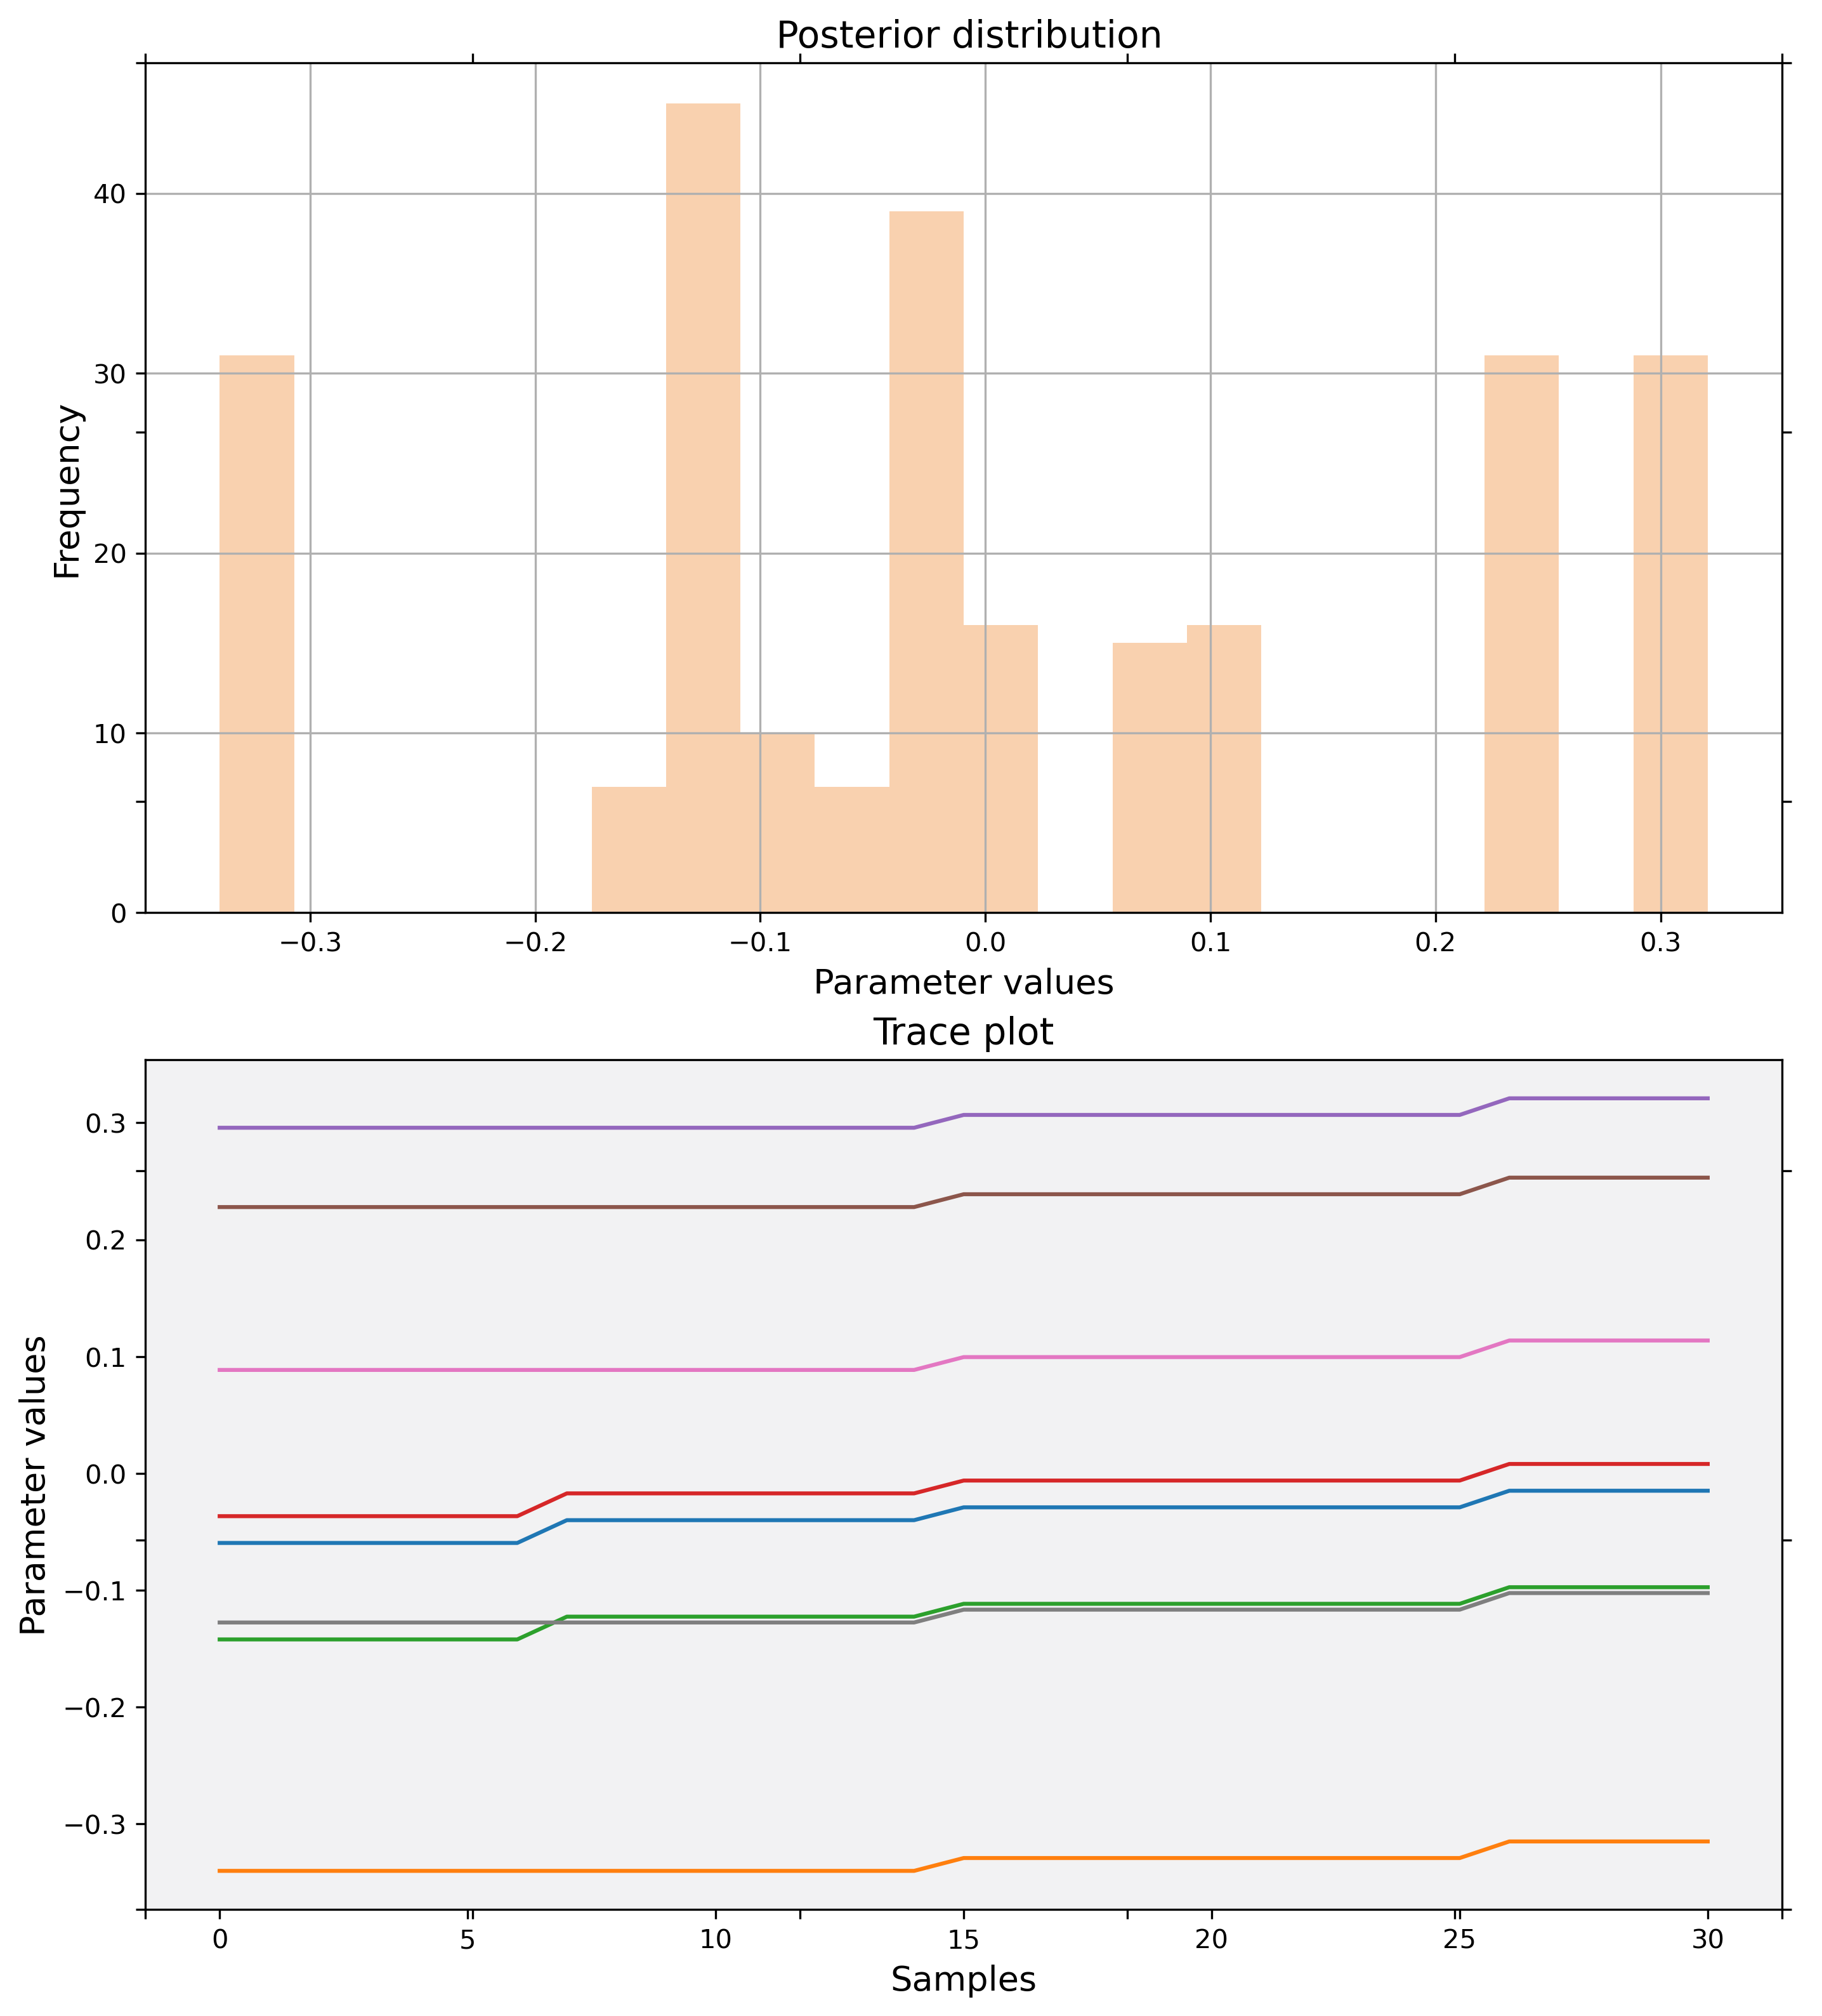 Posterior distribution
Frequency
40
30
20
10
0
−0.3 −0.2 −0.1 0.0 0.1 0.2 0.3
Parameter values
Trace plot
Parameter values
0.3
0.2
0.1
0.0
−0.1
−0.2
−0.3
0 5 10 15 20 25 30
Samples